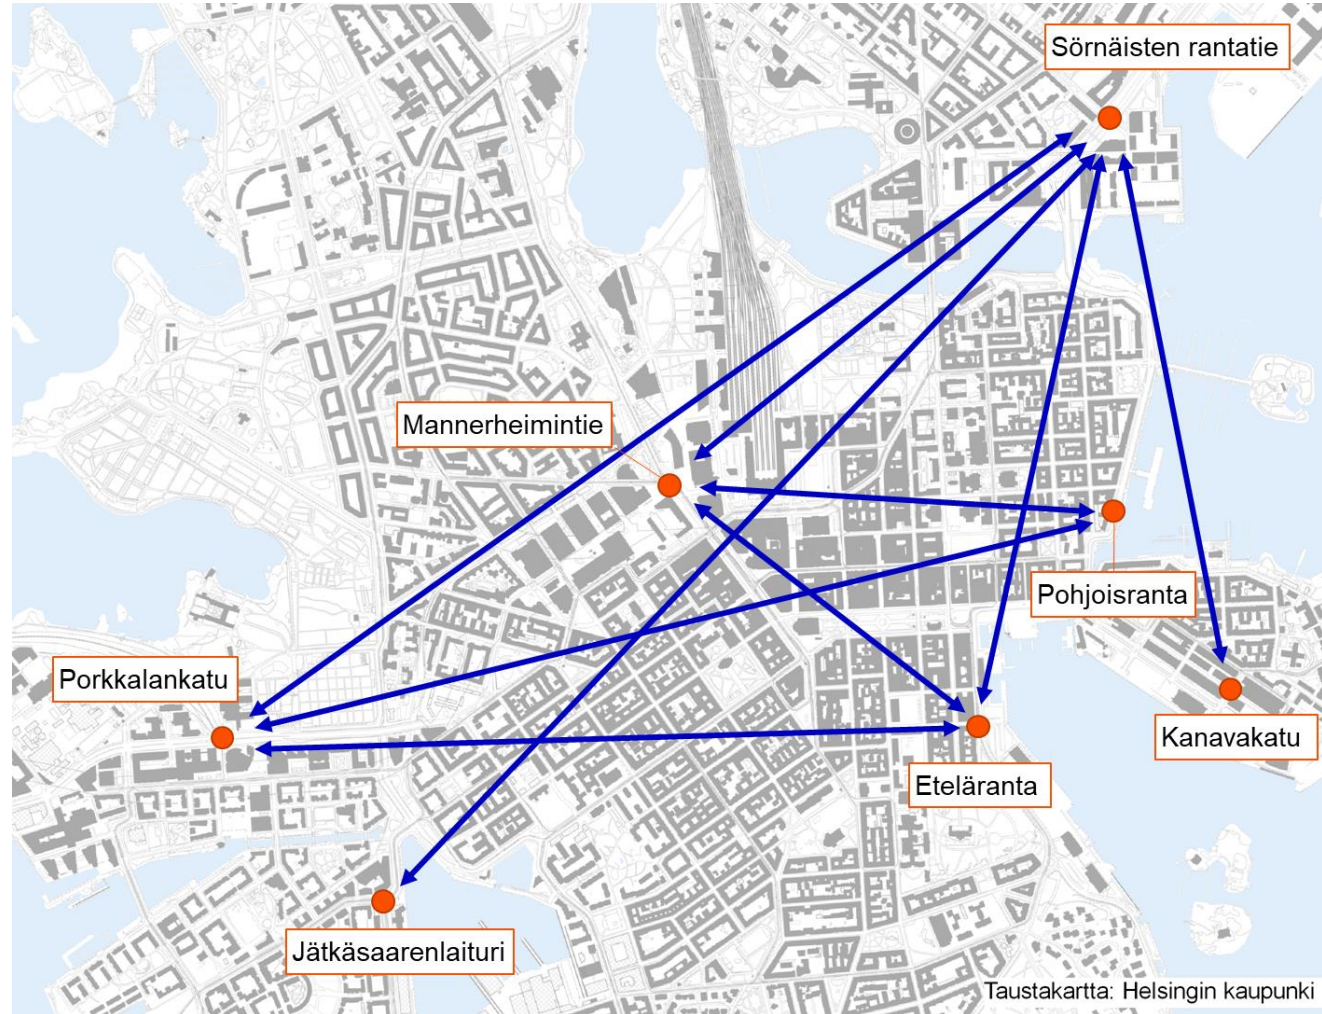 Sörnäisten rantatie
Mannerheimintie
Pohjoisranta
Porkkalankatu
Kanavakatu
Eteläranta
Jätkäsaarenlaituri
Taustakartta: Helsingin kaupunki